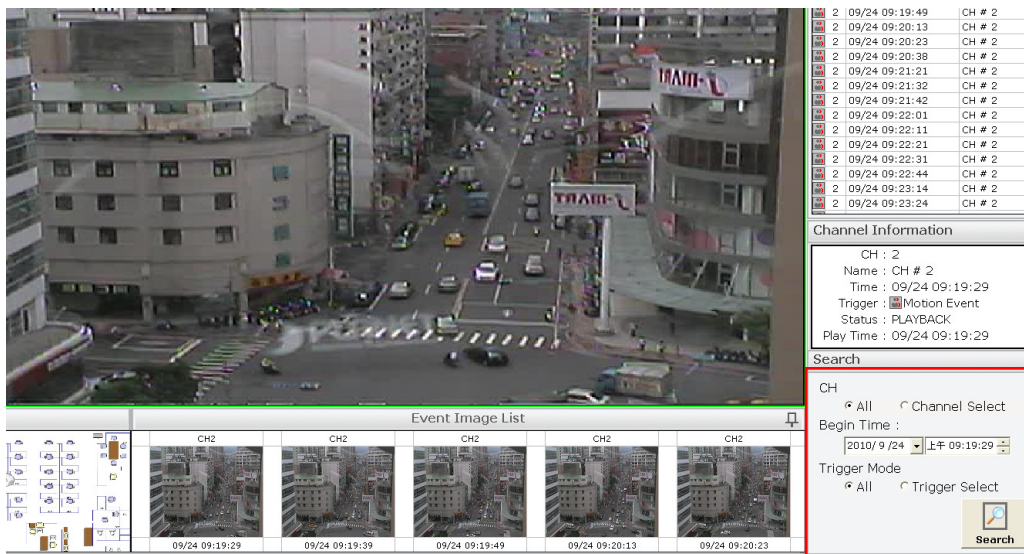 T-MART
T-MART
2 09/24 09:19:49 CH # 2
2 09/24 09:20:13 CH # 2
2 09/24 09:20:23 CH # 2
2 09/24 09:20:38 CH # 2
2 09/24 09:21:21 CH # 2
2 09/24 09:21:32 CH # 2
2 09/24 09:21:42 CH # 2
2 09/24 09:22:01 CH # 2
2 09/24 09:22:11 CH # 2
2 09/24 09:22:21 CH # 2
2 09/24 09:22:31 CH # 2
2 09/24 09:22:44 CH # 2
2 09/24 09:23:14 CH # 2
2 09/24 09:23:24 CH # 2
Channel Information
CH : 2
Name : CH # 2
Time : 09/24 09:19:29
Trigger : Motion Event
Status : PLAYBACK
Play Time : 09/24 09:19:29
Search
CH
All Channel Select
Begin Time :
2010/ 9 /24 上午 09:19:29
Trigger Mode
All Trigger Select
Search
Event Image List
CH2 CH2 CH2 CH2 CH2
09/24 09:19:29 09/24 09:19:39 09/24 09:19:49 09/24 09:20:13 09/24 09:20:23